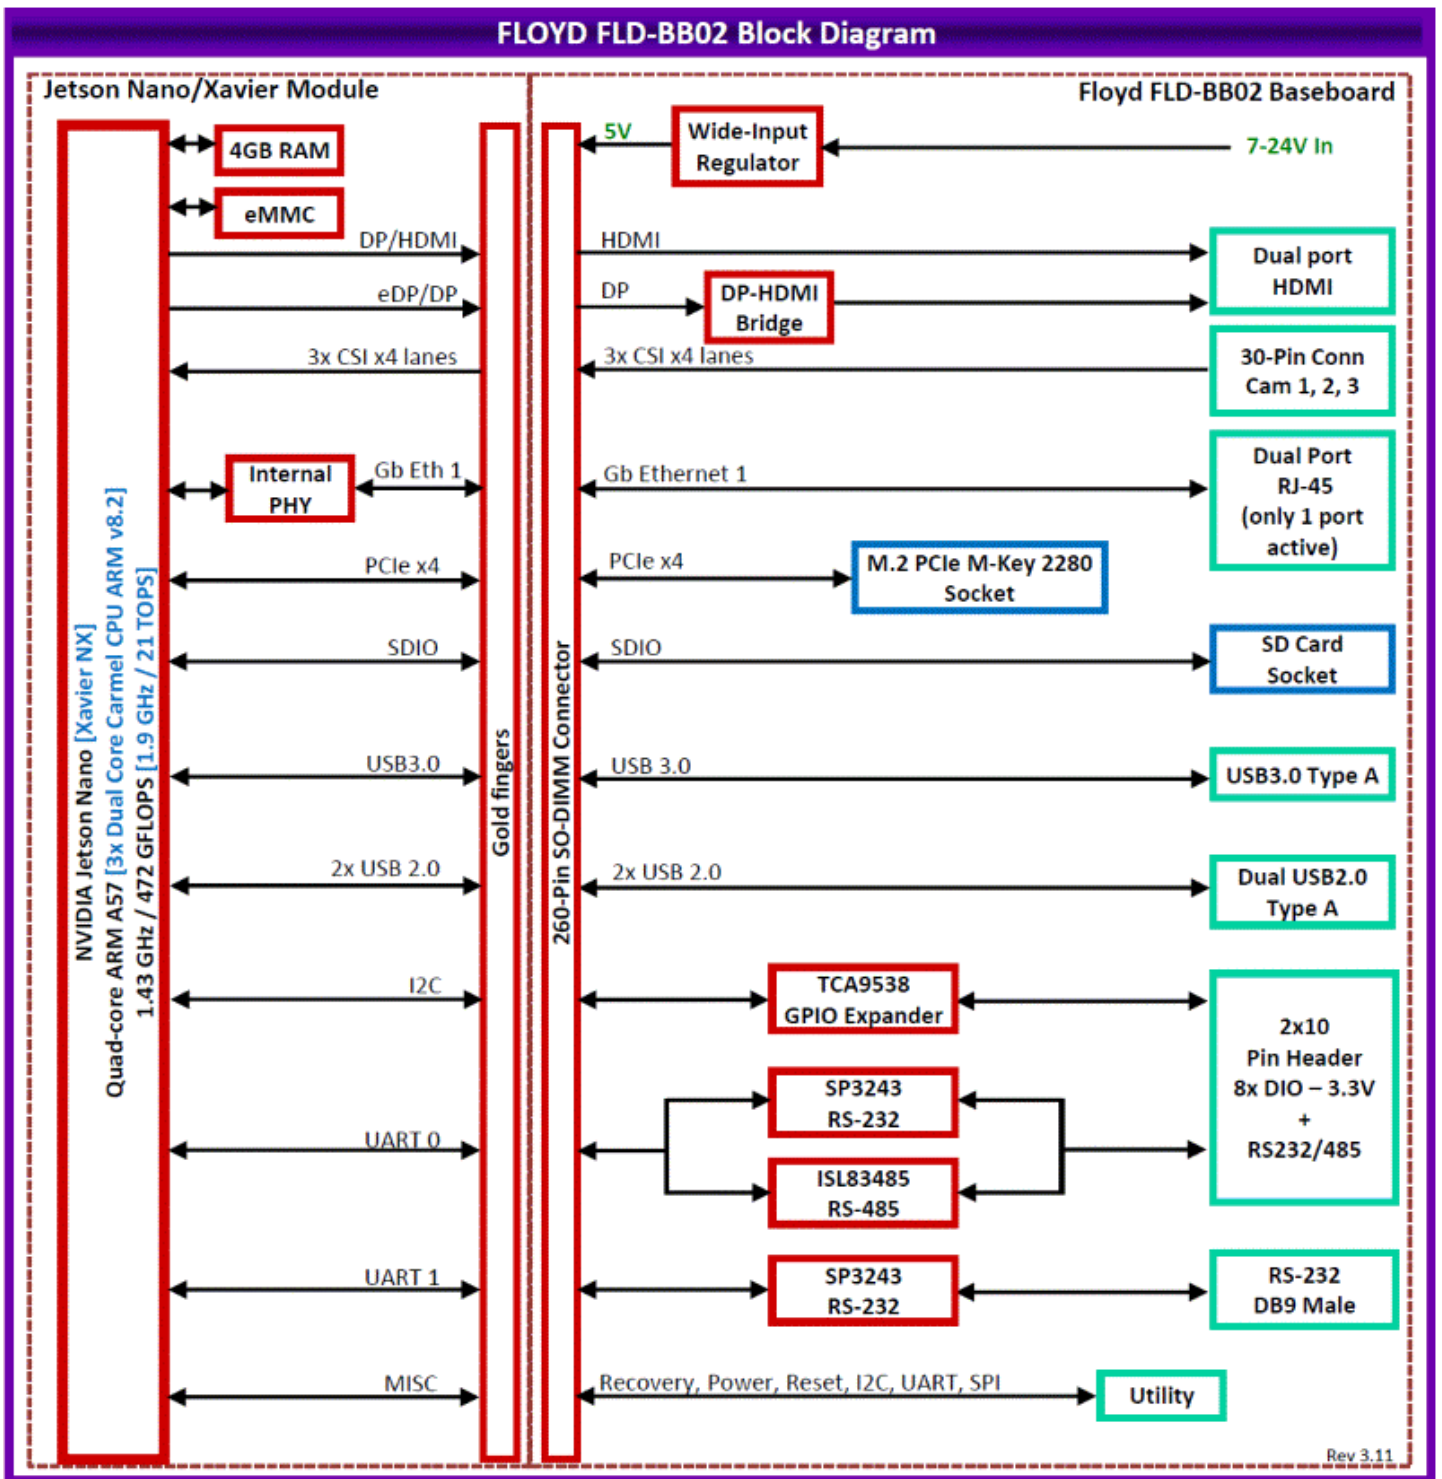 FLOYD FLD-BB02 Block Diagram
Jetson Nano/Xavier Module
Floyd FLD-BB02 Baseboard
4GB RAM
eMMC
5V
Wide-Input
Regulator
7-24V In
DP/HDMI
HDMI
Dual port
HDMI
eDP/DP
DP
DP-HDMI
Bridge
3x CSI x4 lanes
3x CSI x4 lanes
30-Pin Conn
Cam 1, 2, 3
Internal
PHY
Gb Eth 1
Gb Ethernet 1
Dual Port
RJ-45
(only 1 port
active)
PCIe x4
PCIe x4
M.2 PCIe M-Key 2280
Socket
SDIO
SDIO
SD Card
Socket
USB3.0
USB 3.0
USB3.0 Type A
2x USB 2.0
2x USB 2.0
Dual USB2.0
Type A
NVIDIA Jetson Nano [Xavier NX]
Quad-core ARM A57 [3x Dual Core Carmel CPU ARM v8.2]
1.43 GHz / 472 GFLOPS [1.9 GHz / 21 TOPS]
Gold fingers
260-Pin SO-DIMM Connector
I2C
TCA9538
GPIO Expander
2x10
Pin Header
8x DIO – 3.3V
+
RS232/485
UART 0
SP3243
RS-232
ISL83485
RS-485
UART 1
SP3243
RS-232
RS-232
DB9 Male
MISC
Recovery, Power, Reset, I2C, UART, SPI
Utility
Rev 3.11